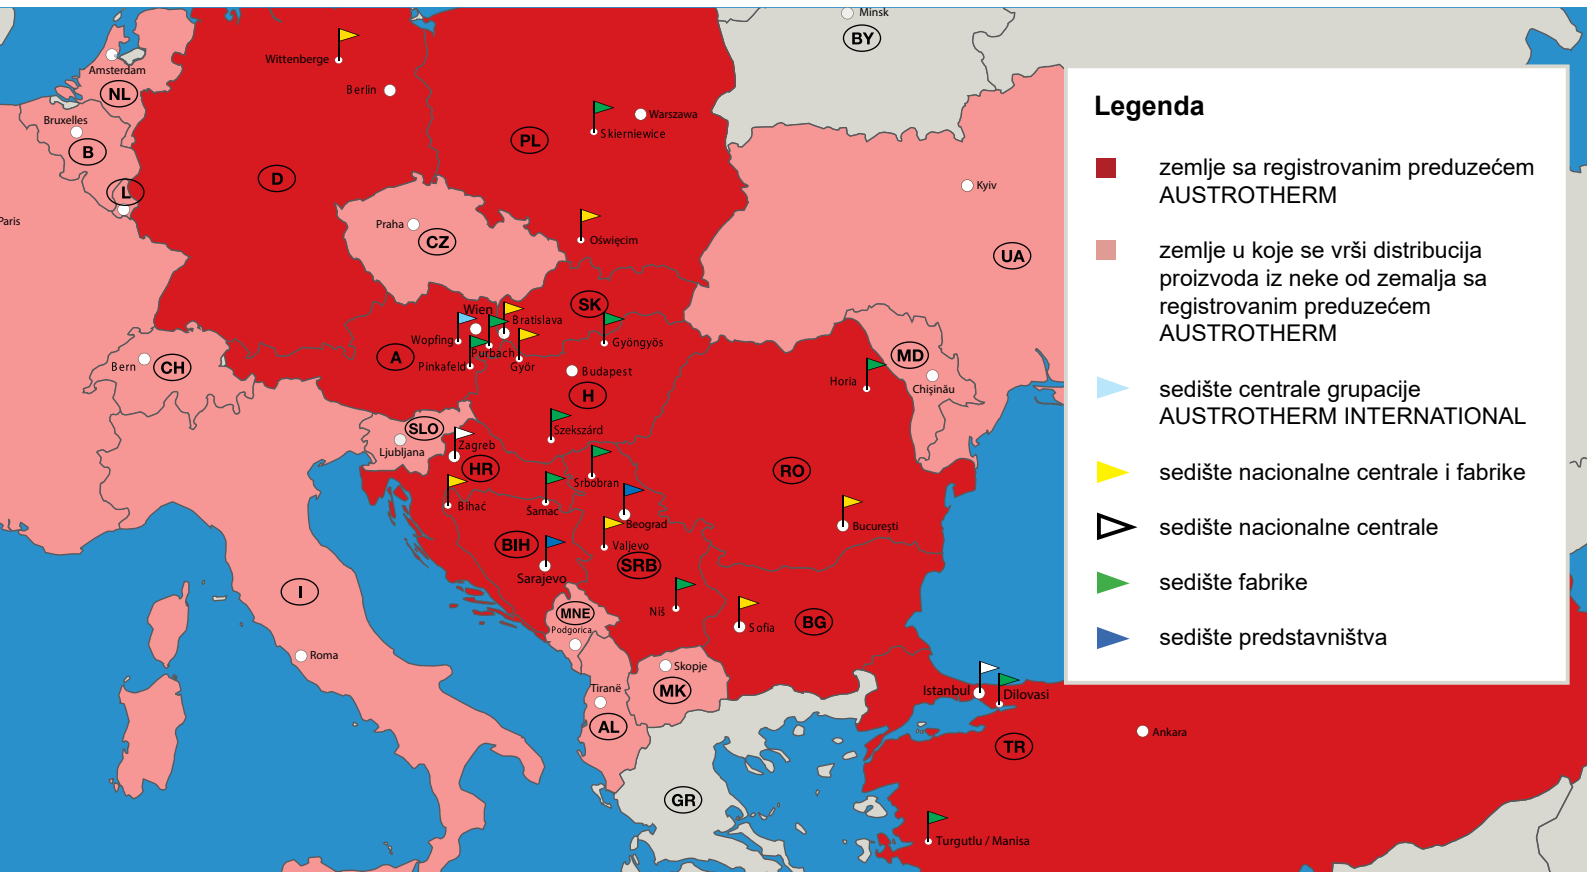 Minsk
BY
Wittenberge
Amsterdam
NL
Berlin
Warszawa
Skierniewice
PL
Bruxelles
B
D
L
Kyiv
Paris
Praha
CZ
Oświęcim
UA
SK
Wien
Bratislava
Wopfing
Purbach
Gyöngyös
A
Pinkafeld
Győr
Bern
CH
Budapest
H
MD
Horia
Chișinău
SLO
Szekszárd
Ljubljana
Zagreb
HR
RO
Srbobran
Bihać
Šamac
Beograd
București
BIH
Valjevo
SRB
Sarajevo
I
MNE
Niš
Podgorica
Sofia
BG
Roma
Skopje
Tiranë
MK
AL
Istanbul
Dilovasi
Ankara
TR
GR
Turgutlu / Manisa
Legenda
zemlje sa registrovanim preduzećem
AUSTROTHERM
zemlje u koje se vrši distribucija
proizvoda iz neke od zemalja sa
registrovanim preduzećem
AUSTROTHERM
sedište centrale grupacije
AUSTROTHERM INTERNATIONAL
sedište nacionalne centrale i fabrike
sedište nacionalne centrale
sedište fabrike
sedište predstavništva